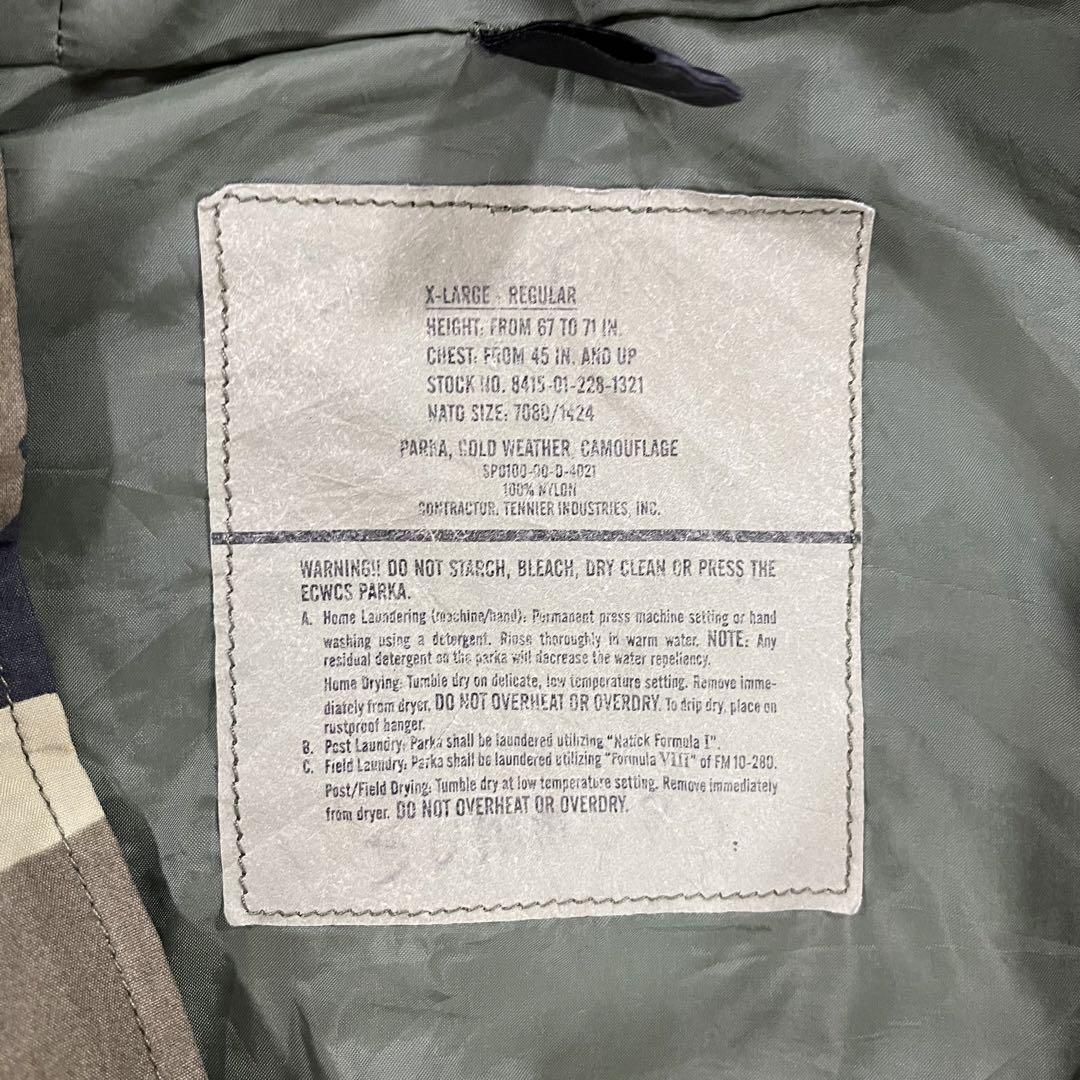 X-LARGE - REGULAR
HEIGHT: FROM 67 TO 71 IN.
CHEST: FROM 45 IN. AND UP
STOCK NO. 8415-01-228-1321
NATO SIZE: 7080/1424
PARKA, COLD WEATHER, CAMOUFLAGE
SP0100-00-D-4021
100% NYLON
CONTRACTOR. TENNIER INDUSTRIES, INC.
WARNING!! DO NOT STARCH, BLEACH, DRY CLEAN OR PRESS THE
ECWCS PARKA.
A. Home Laundering (machine/hand): Permanent press machine setting or hand
washing using a detergent. Rinse thoroughly in warm water. NOTE: Any
residual detergent on the parka will decrease the water repellency.
Home Drying: Tumble dry on delicate, low temperature setting. Remove imme-
diately from dryer. DO NOT OVERHEAT OR OVERDRY. To drip dry, place on
rustproof hanger.
B. Post Laundry: Parka shall be laundered utilizing "Natick Formula I".
C. Field Laundry: Parka shall be laundered utilizing "Formula VIII" of FM 10-280.
Post/Field Drying: Tumble dry at low temperature setting. Remove immediately
from dryer. DO NOT OVERHEAT OR OVERDRY.